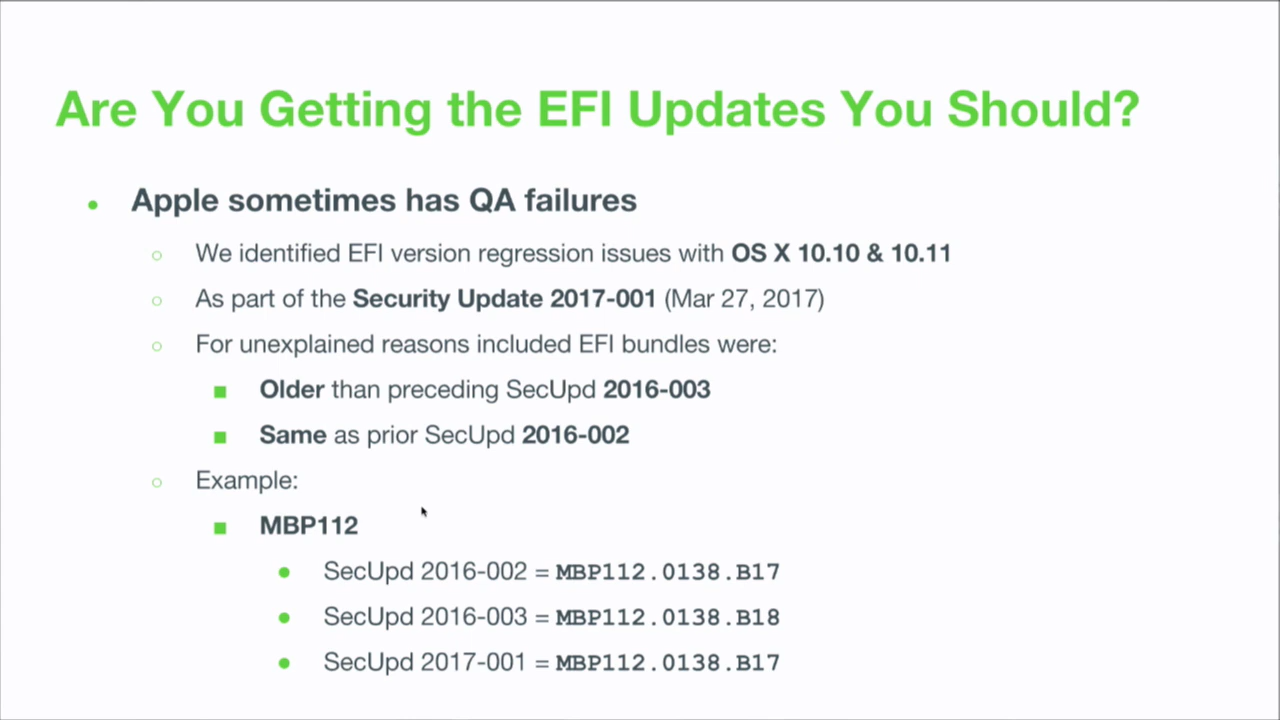 Are You Getting the EFI Updates You Should?
Apple sometimes has QA failures
We identified EFI version regression issues with OS X 10.10 & 10.11
As part of the Security Update 2017-001 (Mar 27, 2017)
For unexplained reasons included EFI bundles were:
Older than preceding SecUpd 2016-003
Same as prior SecUpd 2016-002
Example:
MBP112
SecUpd 2016-002 = MBP112.0138.B17
SecUpd 2016-003 = MBP112.0138.B18
SecUpd 2017-001 = MBP112.0138.B17